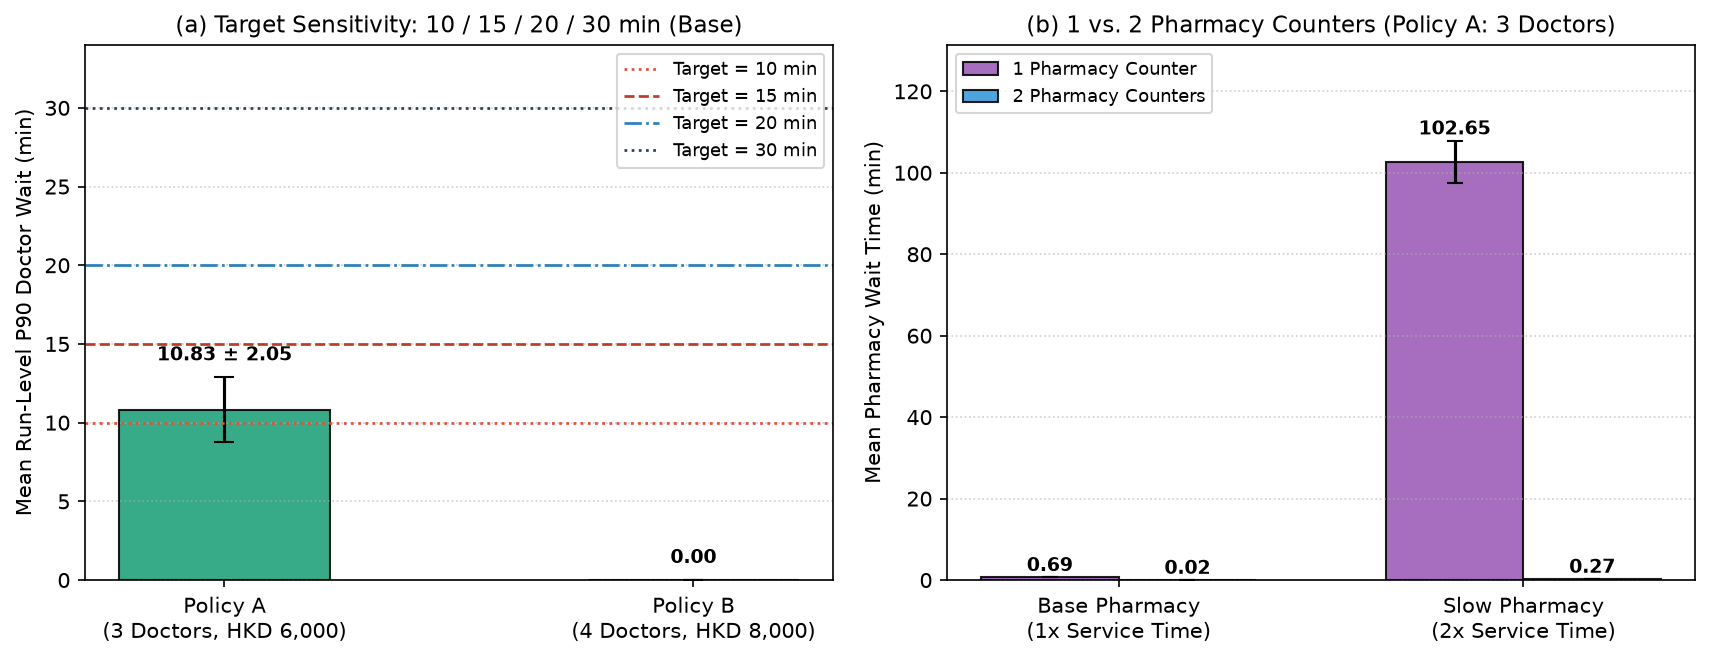 (a) Target Sensitivity: 10 / 15 / 20 / 30 min (Base)
Mean Run-Level P90 Doctor Wait (min)
30
25
20
15
10
5
0
Target = 10 min
Target = 15 min
Target = 20 min
Target = 30 min
10.83 ± 2.05
0.00
Policy A
(3 Doctors, HKD 6,000)
Policy B
(4 Doctors, HKD 8,000)
(b) 1 vs. 2 Pharmacy Counters (Policy A: 3 Doctors)
Mean Pharmacy Wait Time (min)
120
100
80
60
40
20
0
1 Pharmacy Counter
2 Pharmacy Counters
0.69
0.02
102.65
0.27
Base Pharmacy
(1x Service Time)
Slow Pharmacy
(2x Service Time)